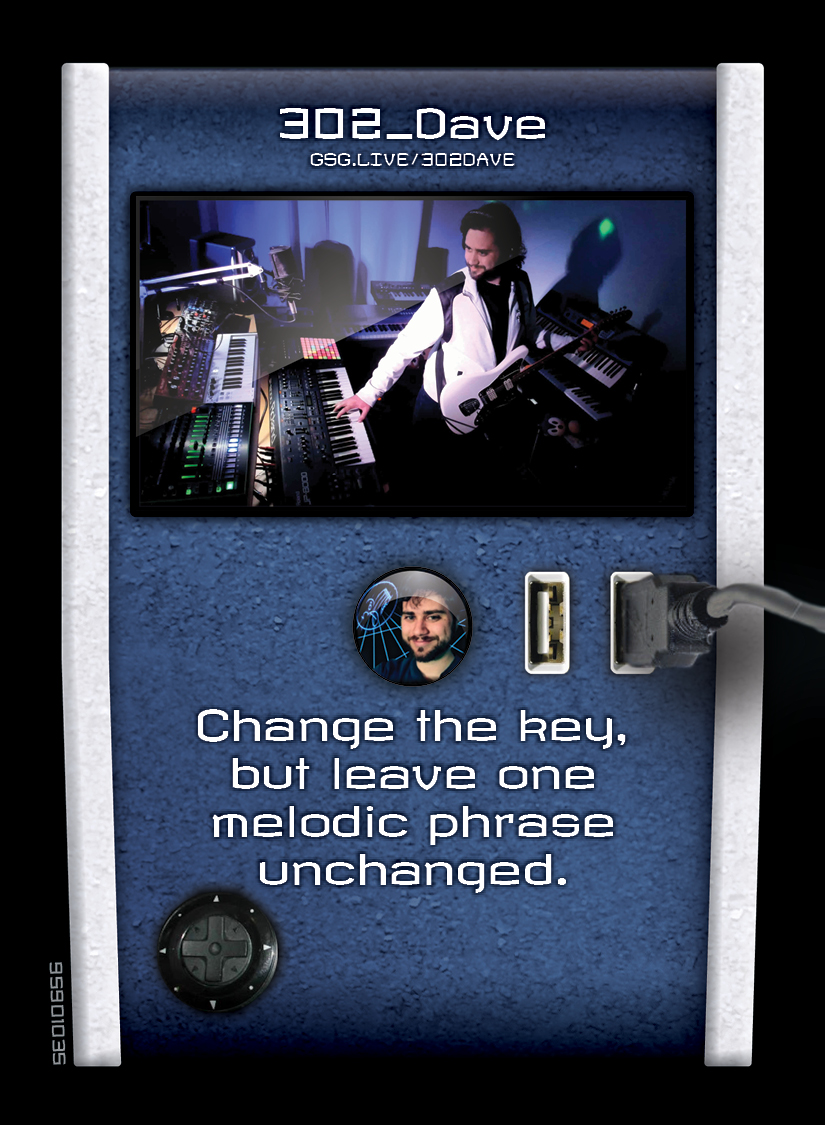 302_Dave
GSG.LIVE/302DAVE
Change the key,
but leave one
melodic phrase
unchanged.
SE010656